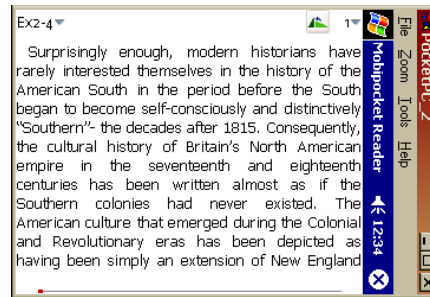 PocketPC_2
File Zoom Tools Help
Mobipocket Reader 12:34
Ex2-4 1
Surprisingly enough, modern historians have
rarely interested themselves in the history of the
American South in the period before the South
began to become self-consciously and distinctively
"Southern"- the decades after 1815. Consequently,
the cultural history of Britain's North American
empire in the seventeenth and eighteenth
centuries has been written almost as if the
Southern colonies had never existed. The
American culture that emerged during the Colonial
and Revolutionary eras has been depicted as
having been simply an extension of New England